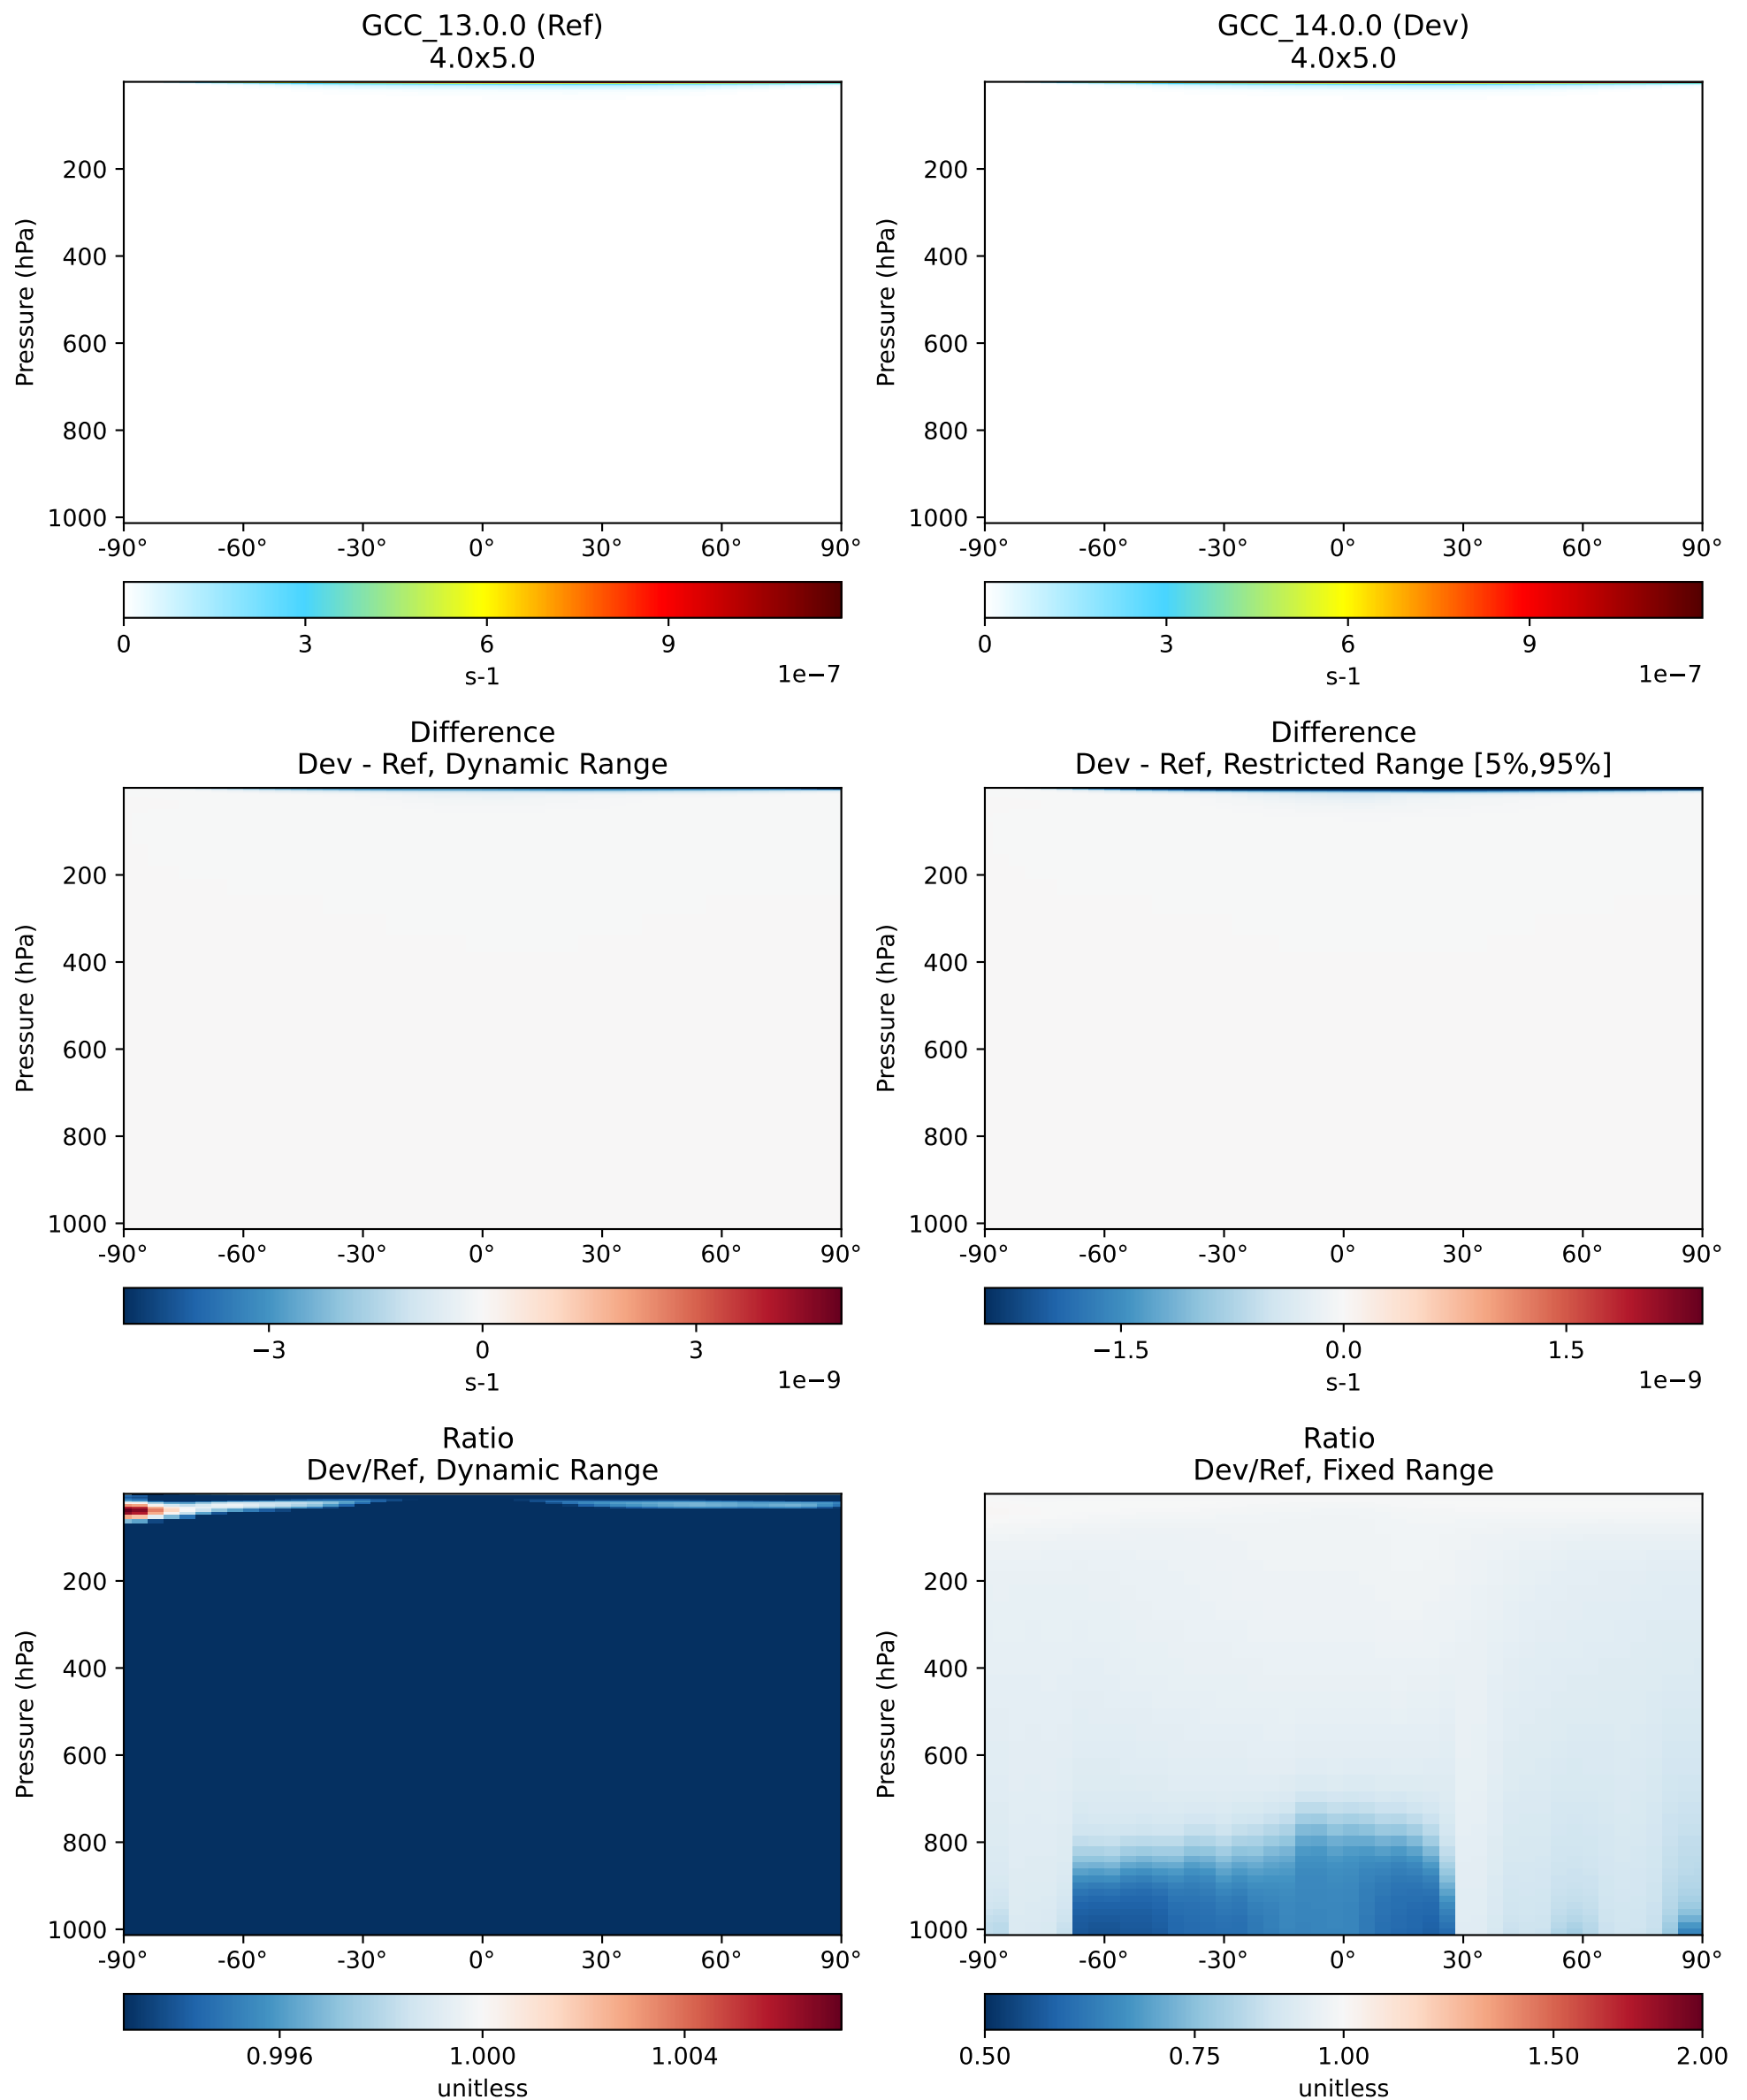 GCC_13.0.0 (Ref)
4.0x5.0
Pressure (hPa)
200
400
600
800
1000
-90° -60° -30° 0° 30° 60° 90°
0 3 6 9
s-1 1e−7
GCC_14.0.0 (Dev)
4.0x5.0
Pressure (hPa)
200
400
600
800
1000
-90° -60° -30° 0° 30° 60° 90°
0 3 6 9
s-1 1e−7
Difference
Dev - Ref, Dynamic Range
Pressure (hPa)
200
400
600
800
1000
-90° -60° -30° 0° 30° 60° 90°
−3 0 3
s-1 1e−9
Difference
Dev - Ref, Restricted Range [5%,95%]
Pressure (hPa)
200
400
600
800
1000
-90° -60° -30° 0° 30° 60° 90°
−1.5 0.0 1.5
s-1 1e−9
Ratio
Dev/Ref, Dynamic Range
Pressure (hPa)
200
400
600
800
1000
-90° -60° -30° 0° 30° 60° 90°
0.996 1.000 1.004
unitless
Ratio
Dev/Ref, Fixed Range
Pressure (hPa)
200
400
600
800
1000
-90° -60° -30° 0° 30° 60° 90°
0.50 0.75 1.00 1.50 2.00
unitless